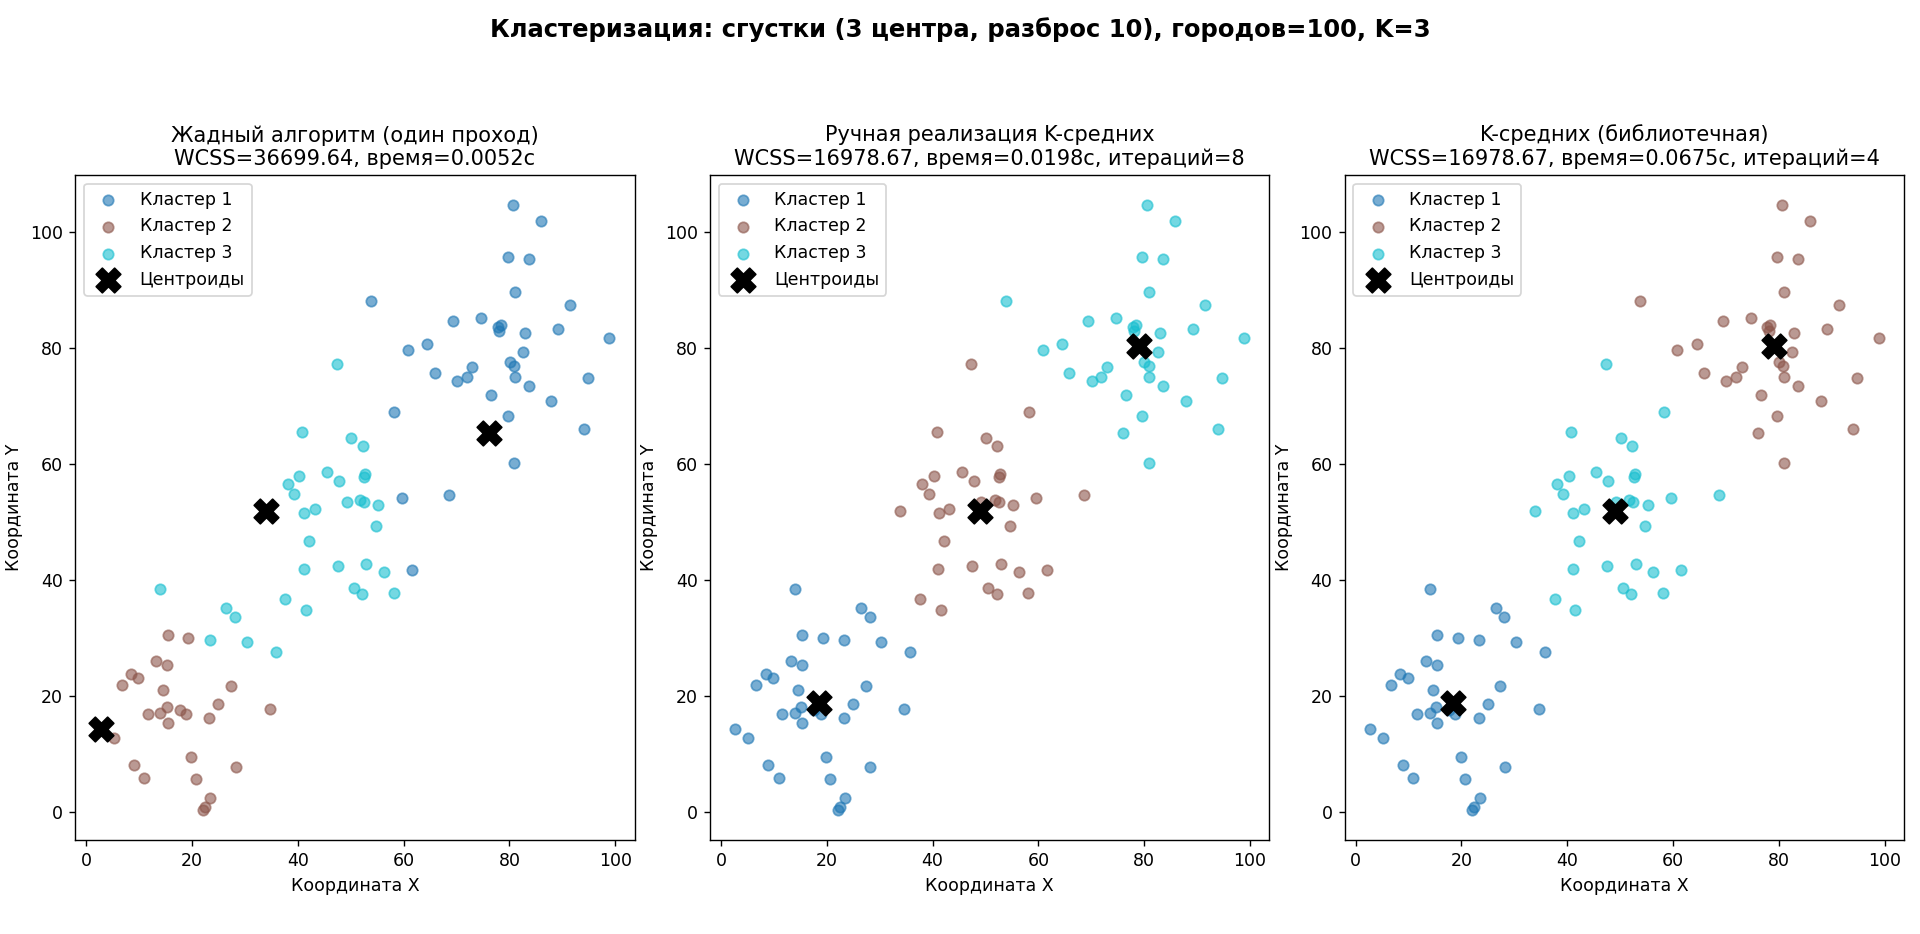 Кластеризация: сгустки (3 центра, разброс 10), городов=100, K=3
Жадный алгоритм (один проход)
WCSS=36699.64, время=0.0052с
Кластер 1
Кластер 2
Кластер 3
Центроиды
Координата Y
100
80
60
40
20
0
0 20 40 60 80 100
Координата X
Ручная реализация K-средних
WCSS=16978.67, время=0.0198с, итераций=8
Кластер 1
Кластер 2
Кластер 3
Центроиды
Координата Y
100
80
60
40
20
0
0 20 40 60 80 100
Координата X
K-средних (библиотечная)
WCSS=16978.67, время=0.0675с, итераций=4
Кластер 1
Кластер 2
Кластер 3
Центроиды
Координата Y
100
80
60
40
20
0
0 20 40 60 80 100
Координата X